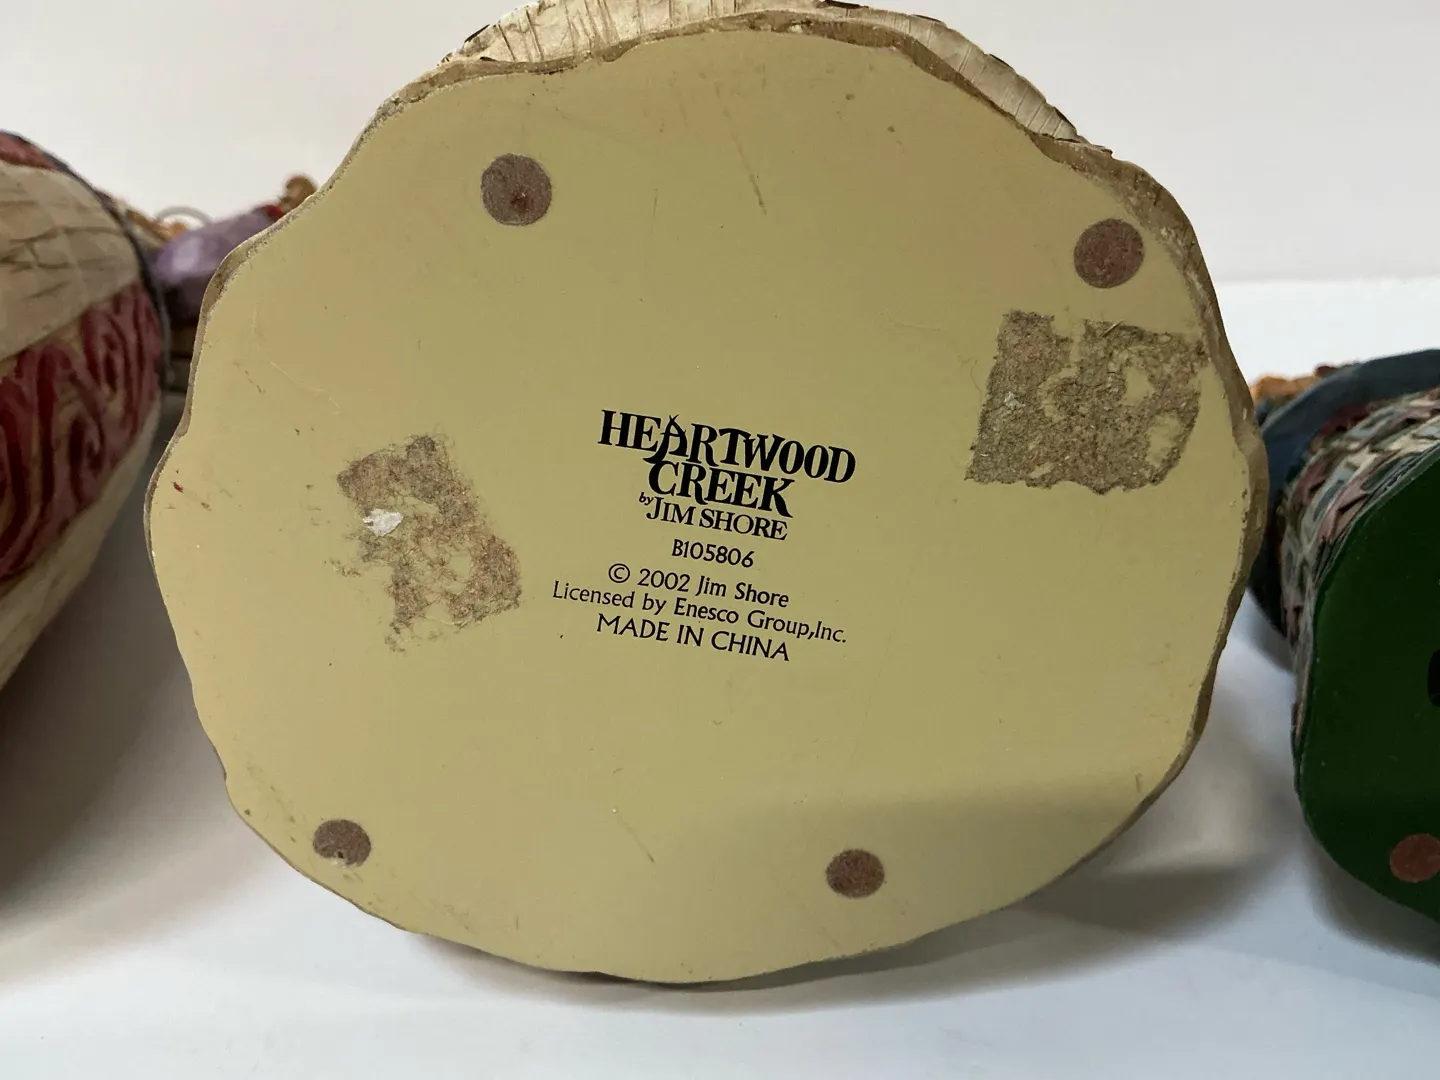 HEARTWOOD
CREEK
by JIM SHORE
B105806
© 2002 Jim Shore
Licensed by Enesco Group,Inc.
MADE IN CHINA